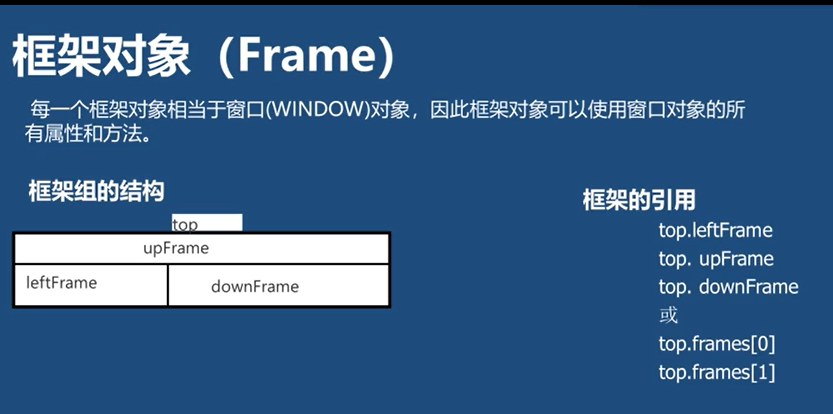 框架对象（Frame）
每一个框架对象相当于窗口(WINDOW)对象，因此框架对象可以使用窗口对象的所
有属性和方法。
框架组的结构
top
upFrame
leftFrame
downFrame
框架的引用
top.leftFrame
top. upFrame
top. downFrame
或
top.frames[0]
top.frames[1]